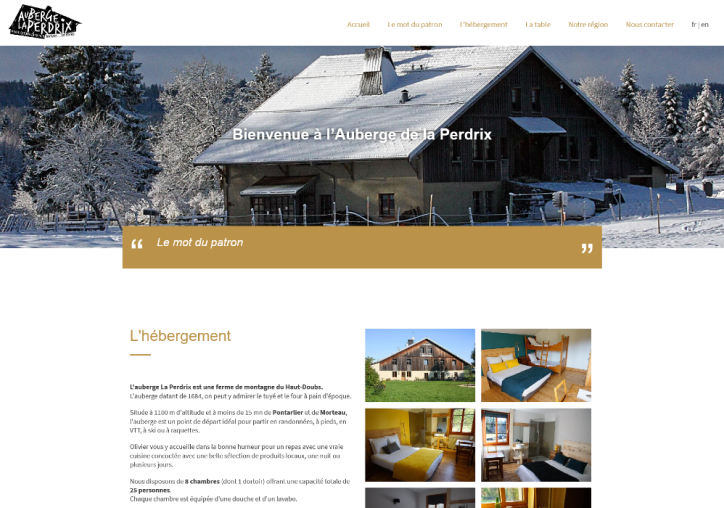 AUBERGE
LA PERDRIX
Accueil Le mot du patron L'hébergement La table Notre région Nous contacter fr | en
Bienvenue à l'Auberge de la Perdrix
“ Le mot du patron ”
L'hébergement
L'auberge La Perdrix est une ferme de montagne du Haut-Doubs.
L'auberge datant de 1684, on peut y admirer le tuyé et le four à pain d'époque.
Située à 1100 m d'altitude et à moins de 15 mn de Pontarlier et de Morteau,
l'auberge est un point de départ idéal pour partir en randonnées, à pieds, en
VTT, à ski ou à raquettes.
Olivier vous y accueille dans la bonne humeur pour un repas avec une vraie
cuisine concoctée avec une belle sélection de produits locaux, une nuit ou
plusieurs jours.
Nous disposons de 8 chambres (dont 1 dortoir) offrant une capacité totale de
25 personnes.
Chaque chambre est équipée d'une douche et d'un lavabo.